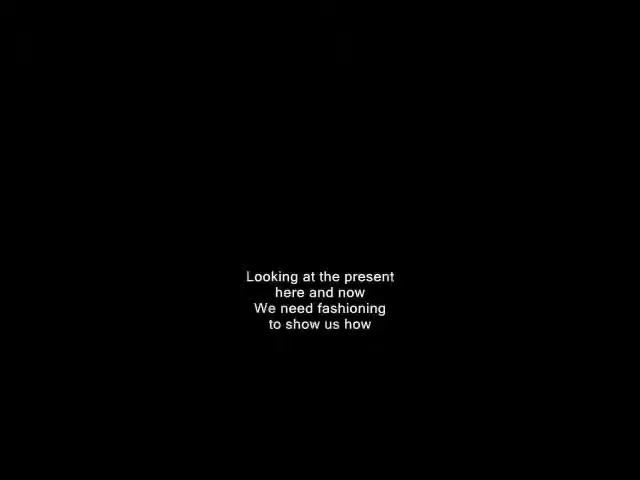 Looking at the present
here and now
We need fashioning
to show us how